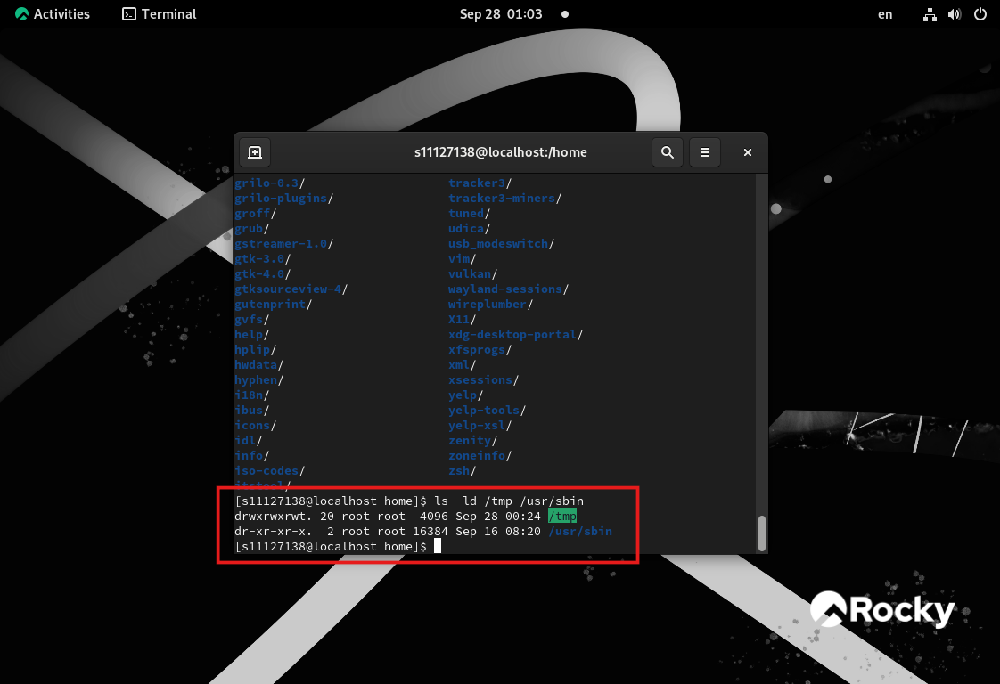 Activities Terminal Sep 28 01:03 en
s11127138@localhost:/home
grilo-0.3/ tracker3/
grilo-plugins/ tracker3-miners/
groff/ tuned/
grub/ udica/
gstreamer-1.0/ usb_modeswitch/
gtk-3.0/ vim/
gtk-4.0/ vulkan/
gtksourceview-4/ wayland-sessions/
gutenprint/ wireplumber/
gvfs/ X11/
help/ xdg-desktop-portal/
hplip/ xfsprogs/
hwdata/ xml/
hyphen/ xsessions/
i18n/ yelp/
ibus/ yelp-tools/
icons/ yelp-xsl/
idl/ zenity/
info/ zoneinfo/
iso-codes/ zsh/
itstool/
[s11127138@localhost home]$ ls -ld /tmp /usr/sbin
drwxrwxrwt. 20 root root 4096 Sep 28 00:24 /tmp
dr-xr-xr-x. 2 root root 16384 Sep 16 08:20 /usr/sbin
[s11127138@localhost home]$
Rocky